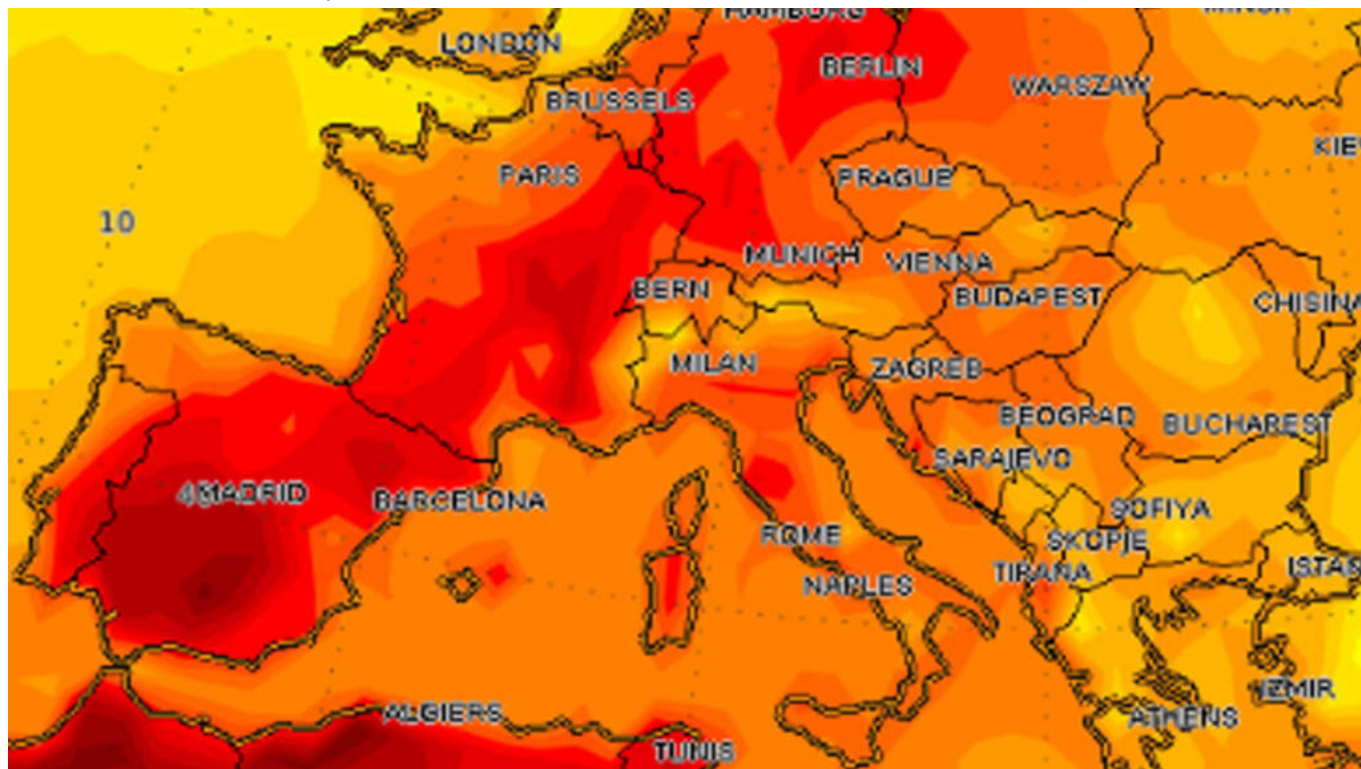 HAMBURG
LONDON
BERLIN
WARSZAW
BRUSSELS
PARIS
PRAGUE
10
MUNICH
VIENNA
BERN
BUDAPEST
CHISINA
MILAN
ZAGREB
BEOGRAD
BUCHAREST
SARAJEVO
MADRID
BARCELONA
SOFIYA
ROME
SKOPJE
TIRANA
ISTAN
NAPLES
IZMIR
ALGIERS
ATHENS
TUNIS